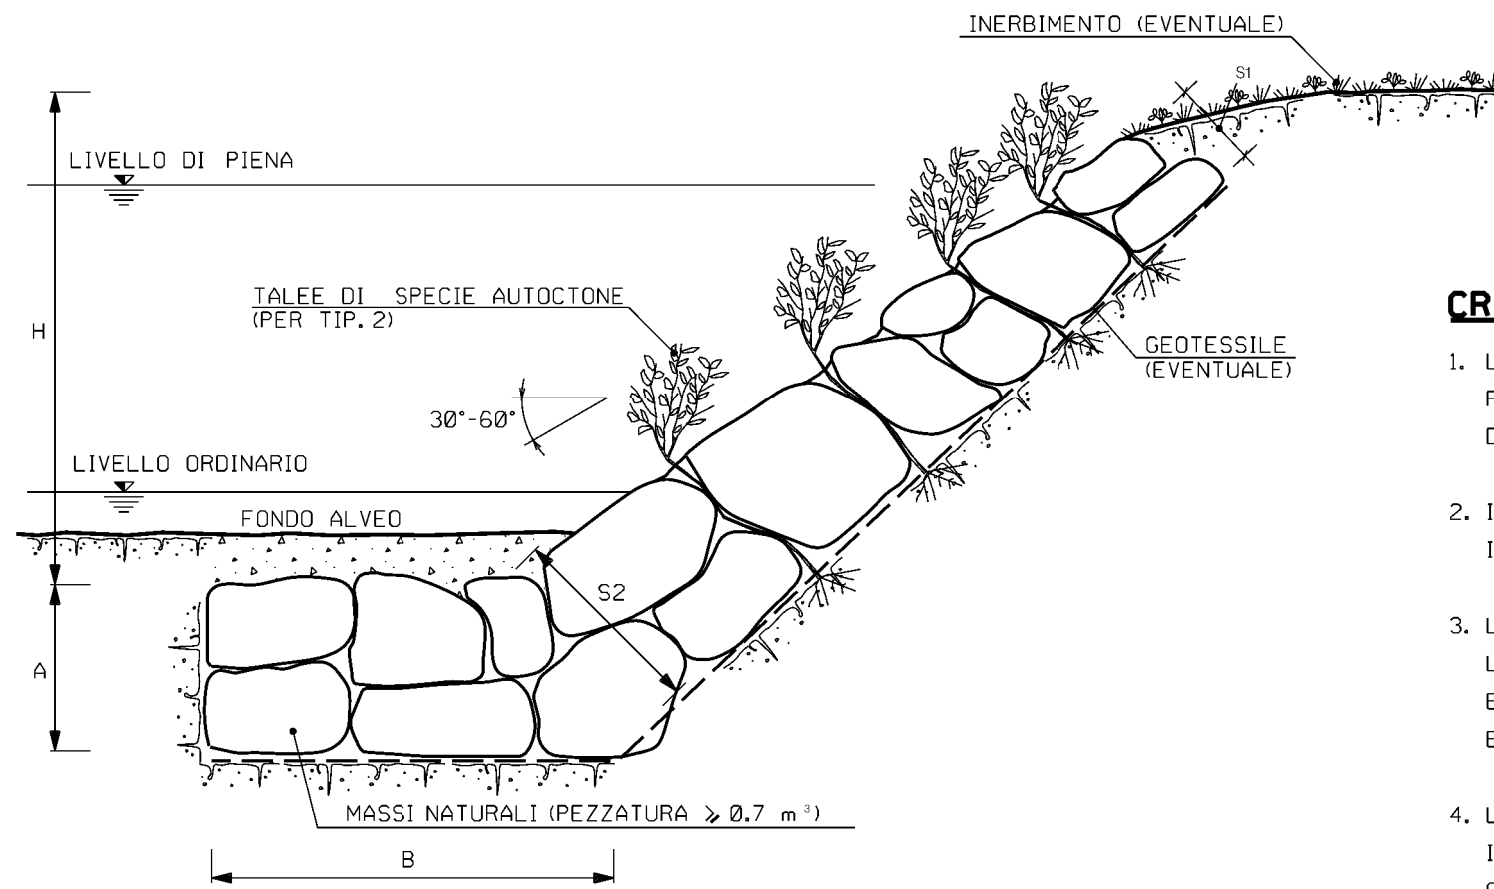 INERBIMENTO (EVENTUALE)
S1
LIVELLO DI PIENA
TALEE DI SPECIE AUTOCTONE
(PER TIP. 2)
H
CR
GEOTESSILE
(EVENTUALE)
1. L
F
D
30°-60°
LIVELLO ORDINARIO
FONDO ALVEO
2. I
I
S2
3. L
L
E
E
A
MASSI NATURALI (PEZZATURA ⩾ 0.7 m³)
4. L
I
B